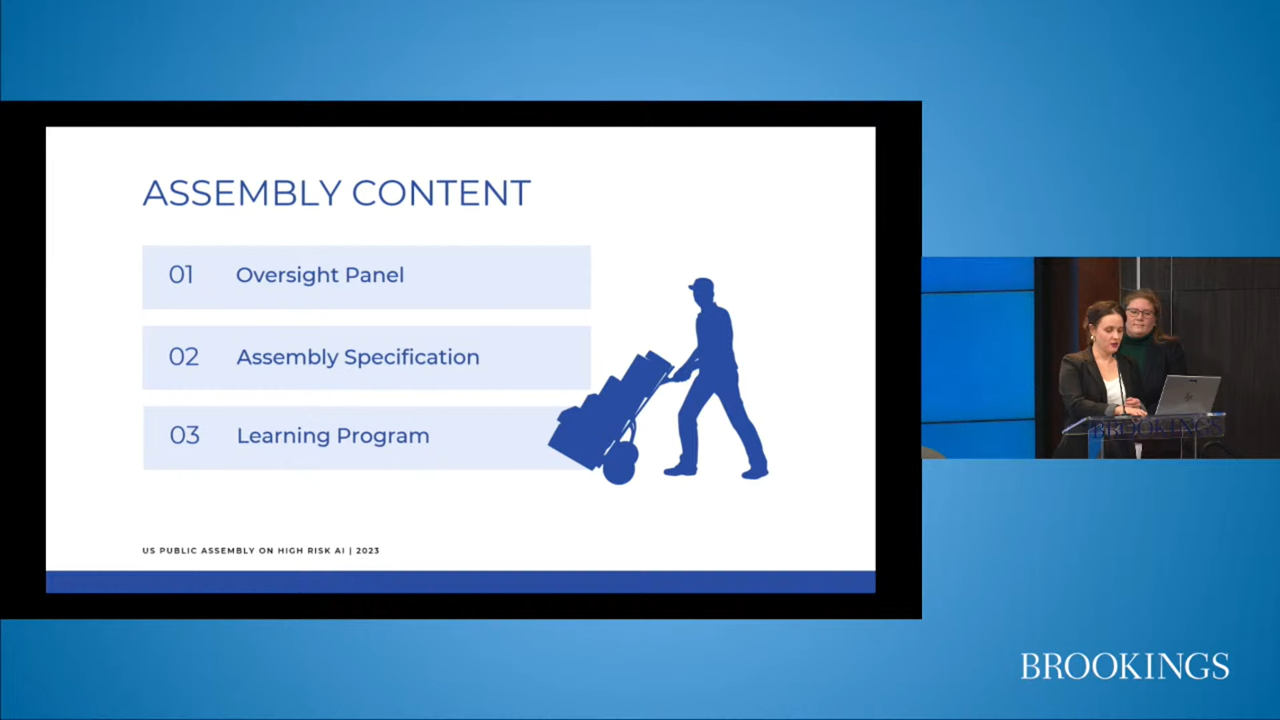 ASSEMBLY CONTENT
01 Oversight Panel
02 Assembly Specification
03 Learning Program
US PUBLIC ASSEMBLY ON HIGH RISK AI | 2023
BROOKINGS
BROOKINGS